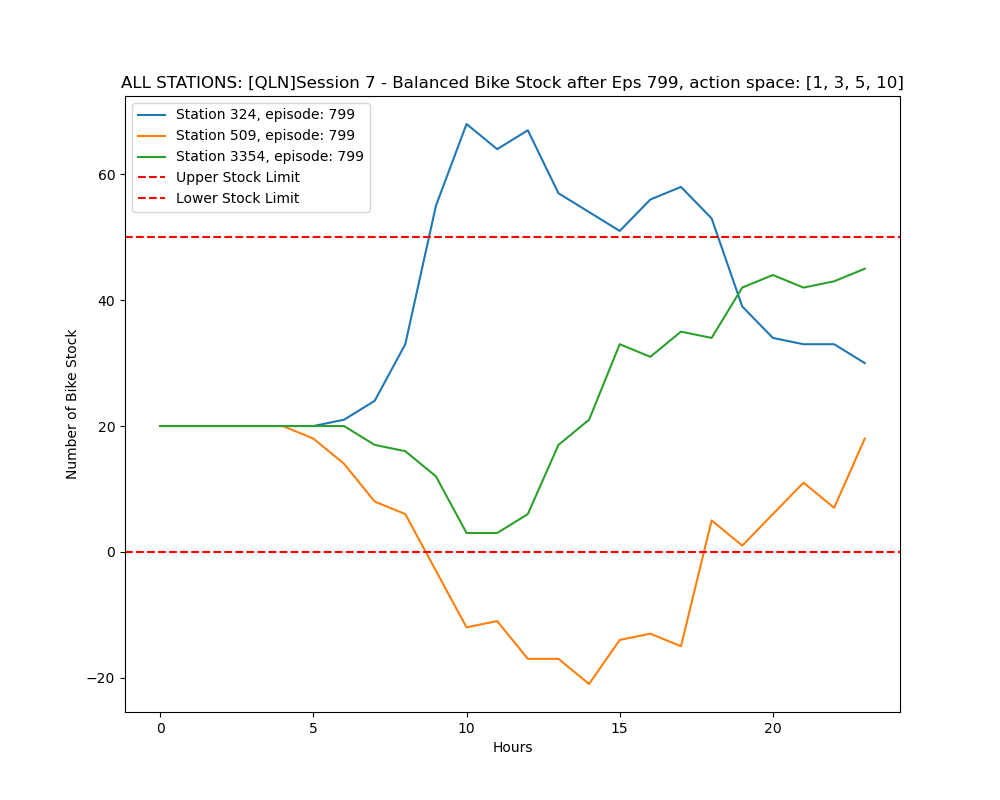 ALL STATIONS: [QLN]Session 7 - Balanced Bike Stock after Eps 799, action space: [1, 3, 5, 10]
Station 324, episode: 799
Station 509, episode: 799
Station 3354, episode: 799
Upper Stock Limit
Lower Stock Limit
60
40
20
0
−20
Number of Bike Stock
0 5 10 15 20
Hours